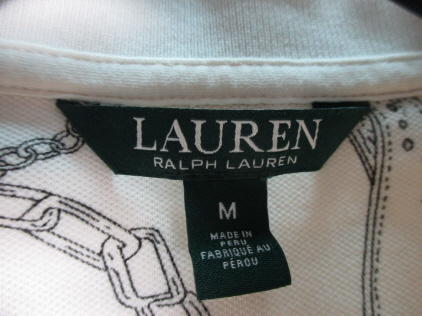 LAUREN
RALPH LAUREN
M
MADE IN
PERU
FABRIQUÉ AU
PÉROU